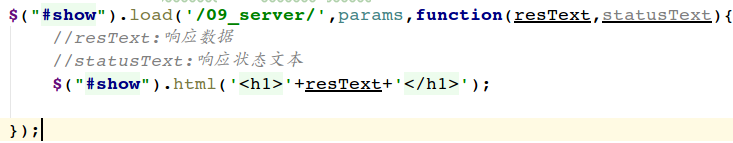 $("#show").load('/09_server/',params,function(resText,statusText){
//resText:响应数据
//statusText:响应状态文本
$("#show").html('<h1>'+resText+'</h1>');
});